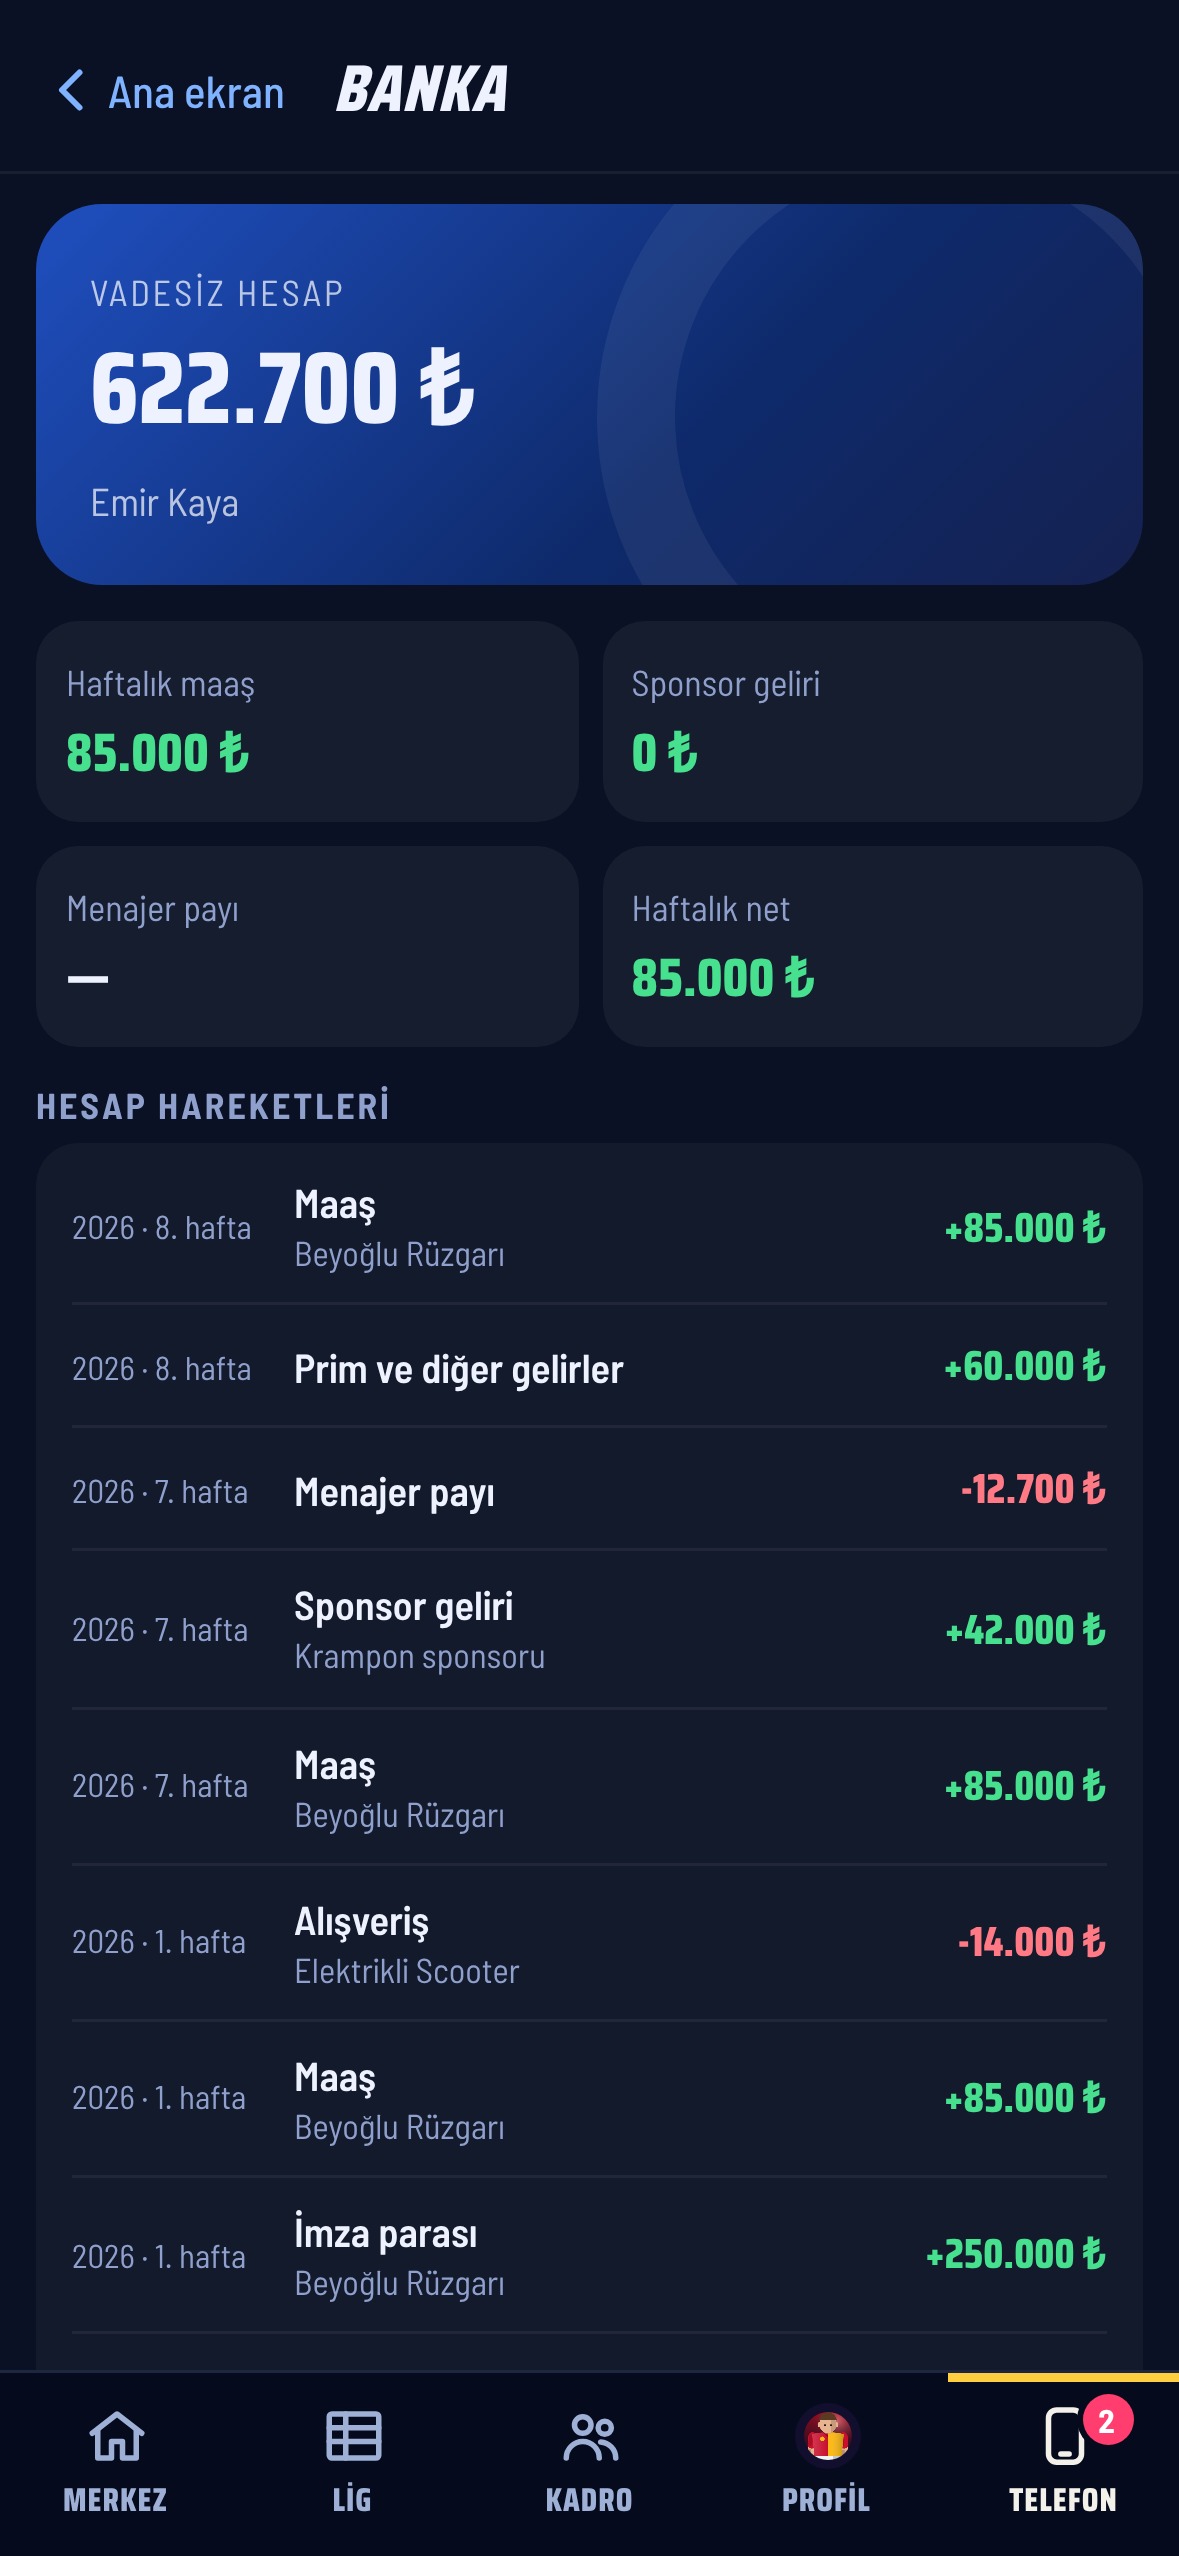 Ana ekran
BANKA
VADESİZ HESAP
622.700 ₺
Emir Kaya
Haftalık maaş
85.000 ₺
Sponsor geliri
0 ₺
Menajer payı
—
Haftalık net
85.000 ₺
HESAP HAREKETLERİ
2026 · 8. hafta
Maaş
Beyoğlu Rüzgarı
+85.000 ₺
2026 · 8. hafta
Prim ve diğer gelirler
+60.000 ₺
2026 · 7. hafta
Menajer payı
-12.700 ₺
2026 · 7. hafta
Sponsor geliri
Krampon sponsoru
+42.000 ₺
2026 · 7. hafta
Maaş
Beyoğlu Rüzgarı
+85.000 ₺
2026 · 1. hafta
Alışveriş
Elektrikli Scooter
-14.000 ₺
2026 · 1. hafta
Maaş
Beyoğlu Rüzgarı
+85.000 ₺
2026 · 1. hafta
İmza parası
Beyoğlu Rüzgarı
+250.000 ₺
MERKEZ
LİG
KADRO
PROFİL
2
TELEFON